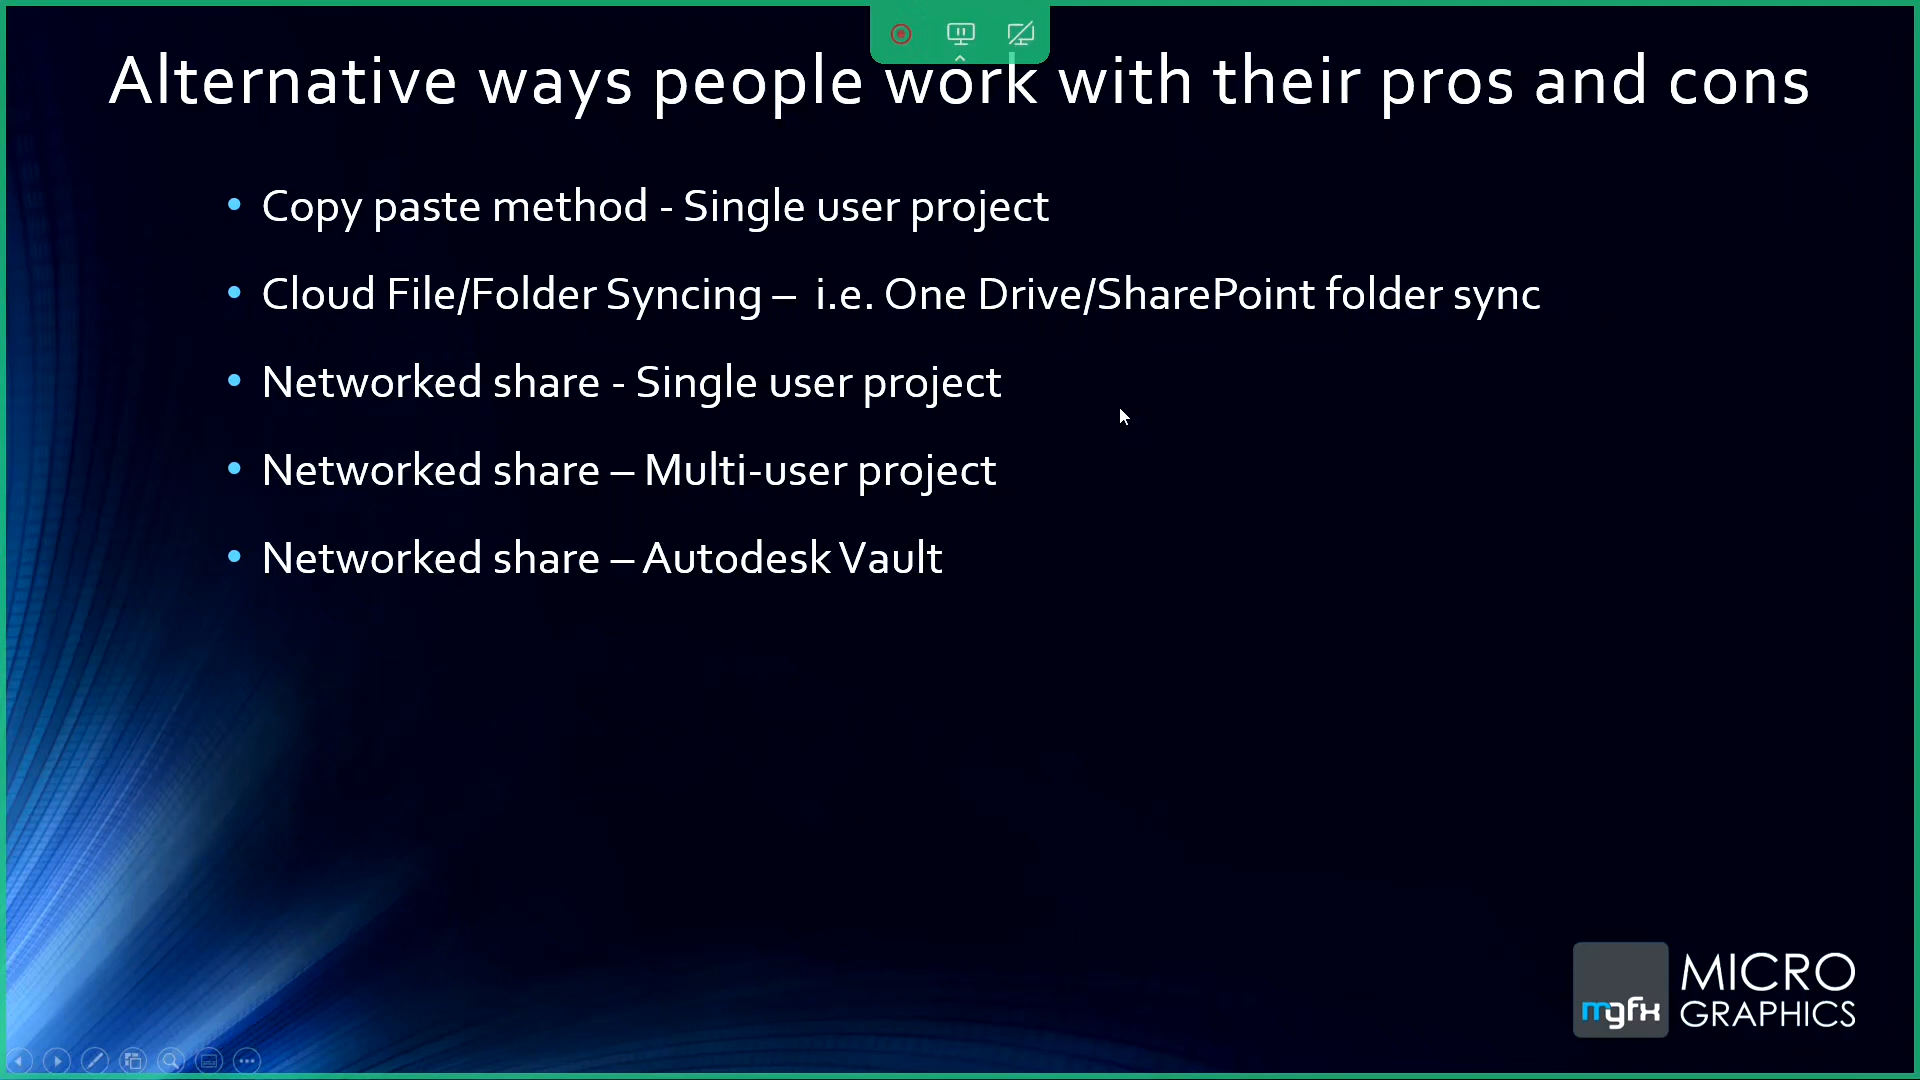 Alternative ways people work with their pros and cons
• Copy paste method - Single user project
• Cloud File/Folder Syncing – i.e. One Drive/SharePoint folder sync
• Networked share - Single user project
• Networked share – Multi-user project
• Networked share – Autodesk Vault
mgfx
MICRO
GRAPHICS